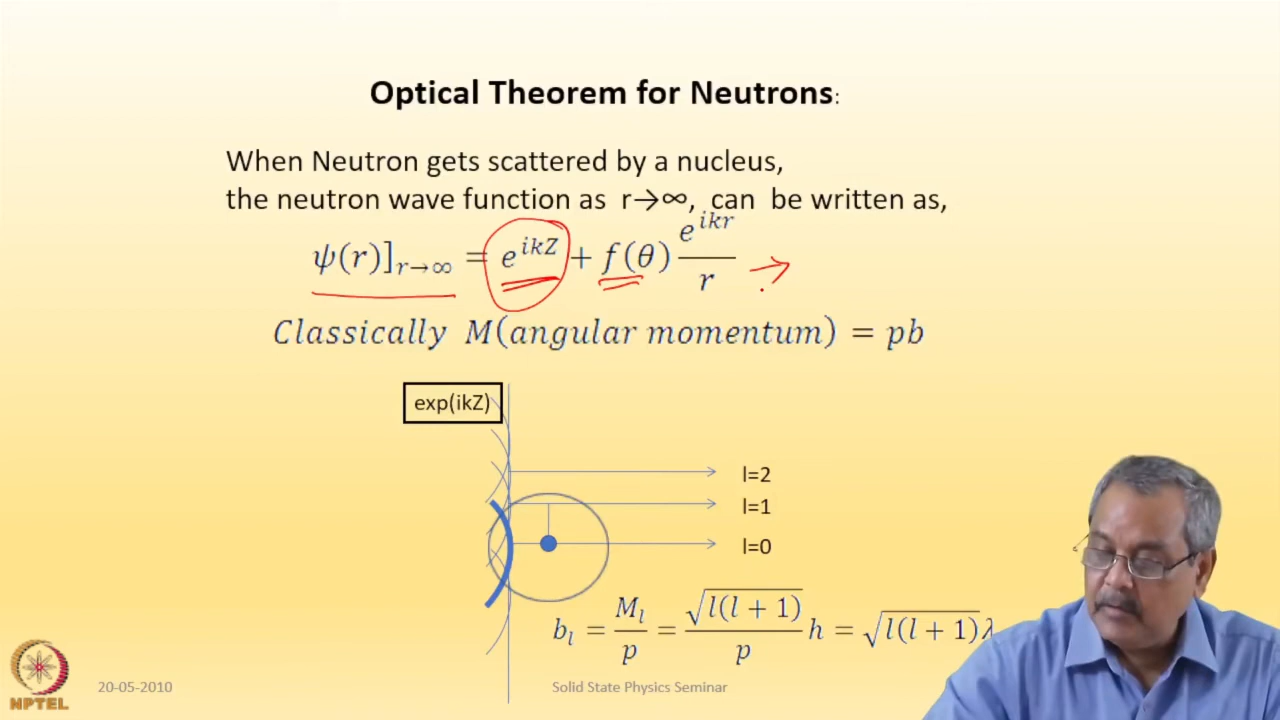 Optical Theorem for Neutrons:
When Neutron gets scattered by a nucleus,
the neutron wave function as r→∞, can be written as,
ψ(r)]_{r→∞} = e^{ikZ} + f(θ) e^{ikr}/r
Classically M(angular momentum) = pb
exp(ikZ)
l=2
l=1
l=0
b_l = M_l/p = √(l(l + 1))/p h = √(l(l + 1))λ
NPTEL
20-05-2010
Solid State Physics Seminar